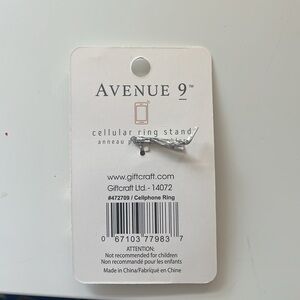 AVENUE 9™
cellular ring stand
anneau
www.giftcraft.com
Giftcraft Ltd. - 14072
#472709 / Cellphone Ring
0 67103 77983 7
ATTENTION:
Not recommended for children
Non recommandé pour les enfants
Made in China/Fabriqué en Chine